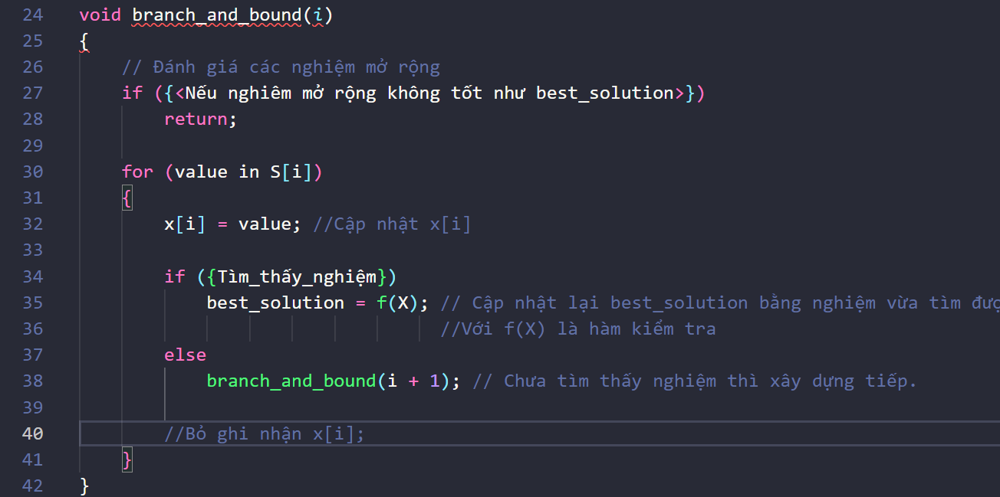 24 void branch_and_bound(i)
25 {
26 // Đánh giá các nghiệm mở rộng
27 if ({<Nếu nghiêm mở rộng không tốt như best_solution>})
28 return;
29
30 for (value in S[i])
31 {
32 x[i] = value; //Cập nhật x[i]
33
34 if ({Tìm_thấy_nghiệm})
35 best_solution = f(X); // Cập nhật lại best_solution bằng nghiệm vừa tìm
36 //Với f(X) là hàm kiểm tra
37 else
38 branch_and_bound(i + 1); // Chưa tìm thấy nghiệm thì xây dựng tiếp.
39
40 //Bỏ ghi nhận x[i];
41 }
42 }